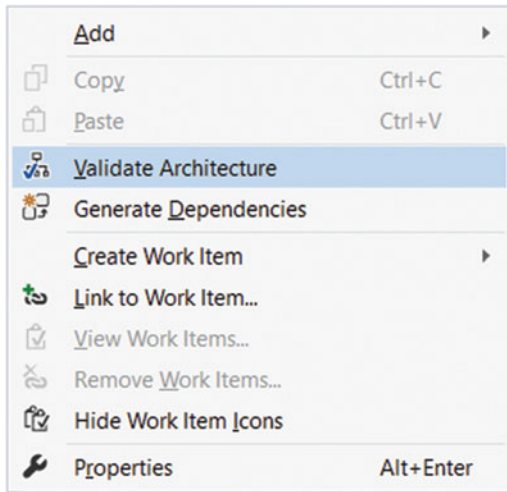 Add
Copy Ctrl+C
Paste Ctrl+V
Validate Architecture
Generate Dependencies
Create Work Item
Link to Work Item...
View Work Items...
Remove Work Items...
Hide Work Item Icons
Properties Alt+Enter